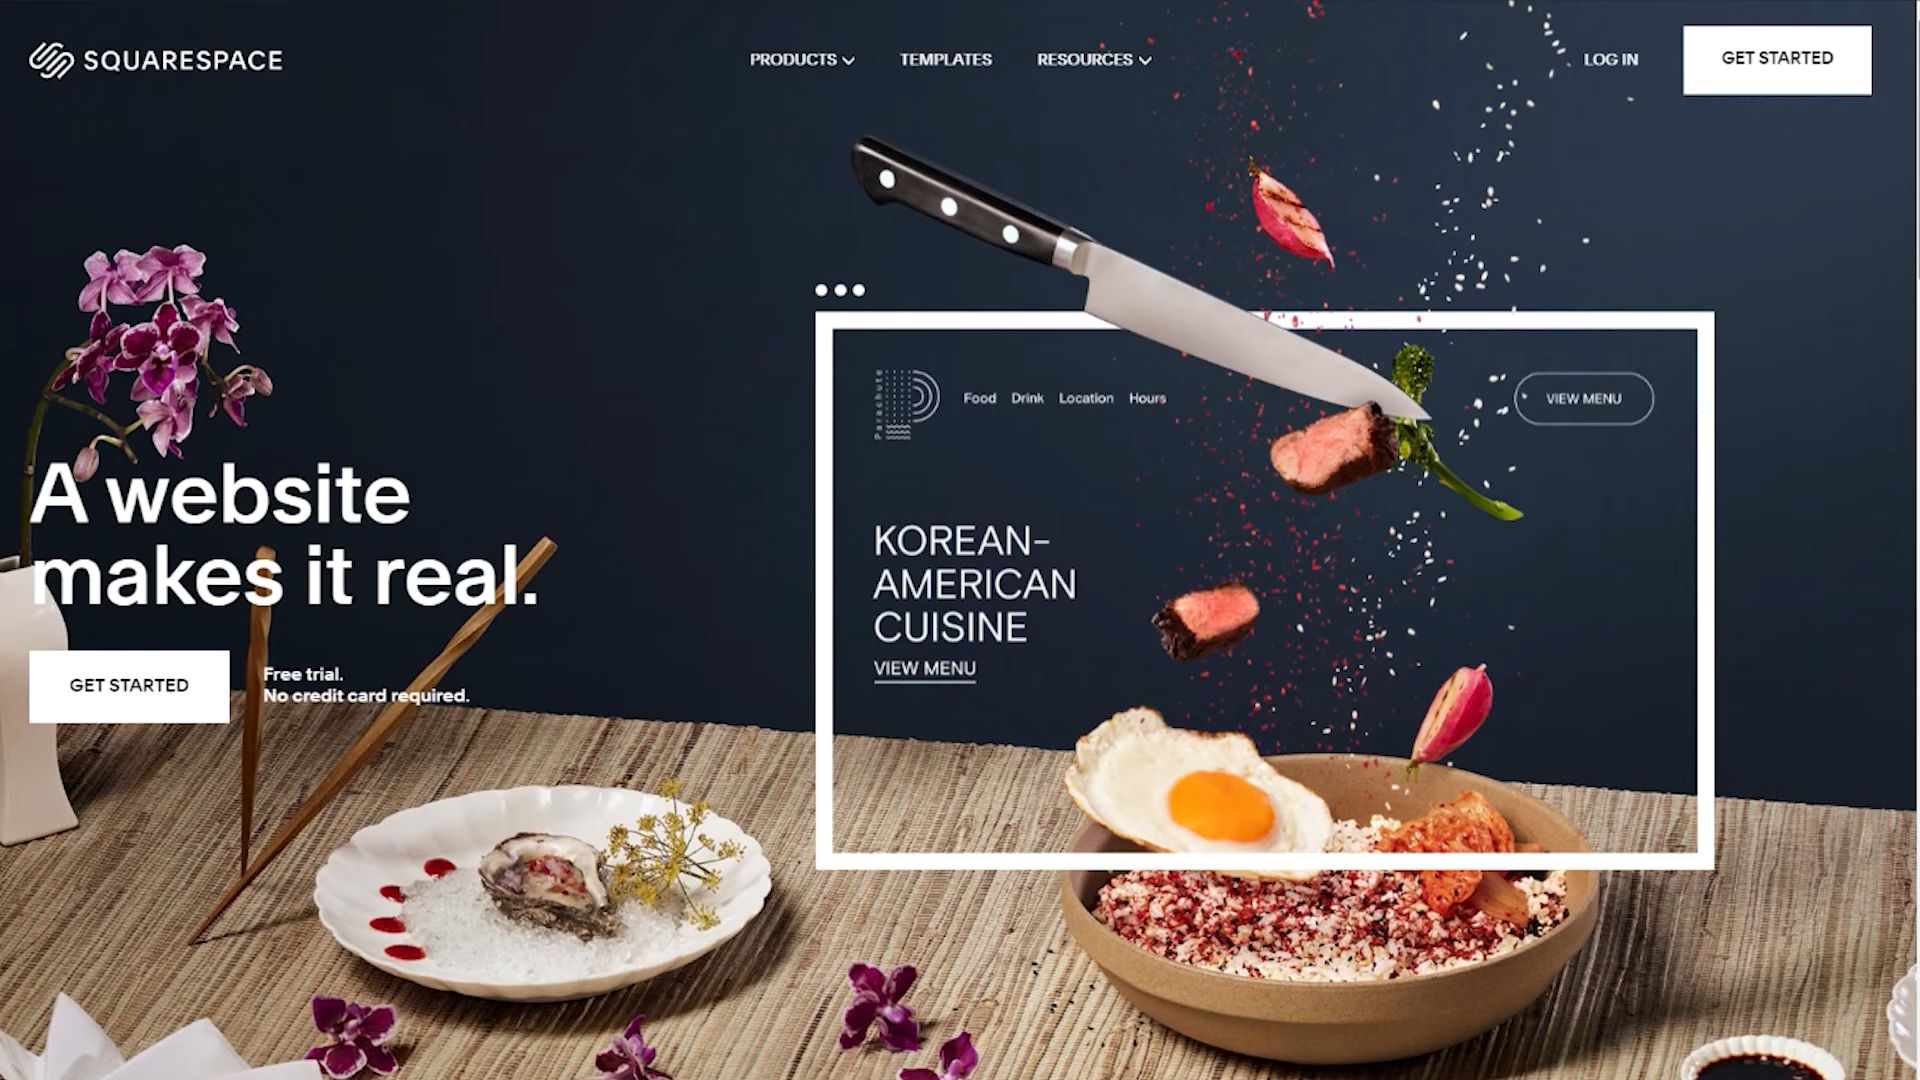 SQUARESPACE
PRODUCTS
TEMPLATES
RESOURCES
LOG IN
GET STARTED
A website
makes it real.
GET STARTED
Free trial.
No credit card required.
Parachute
Food
Drink
Location
Hours
VIEW MENU
KOREAN-
AMERICAN
CUISINE
VIEW MENU